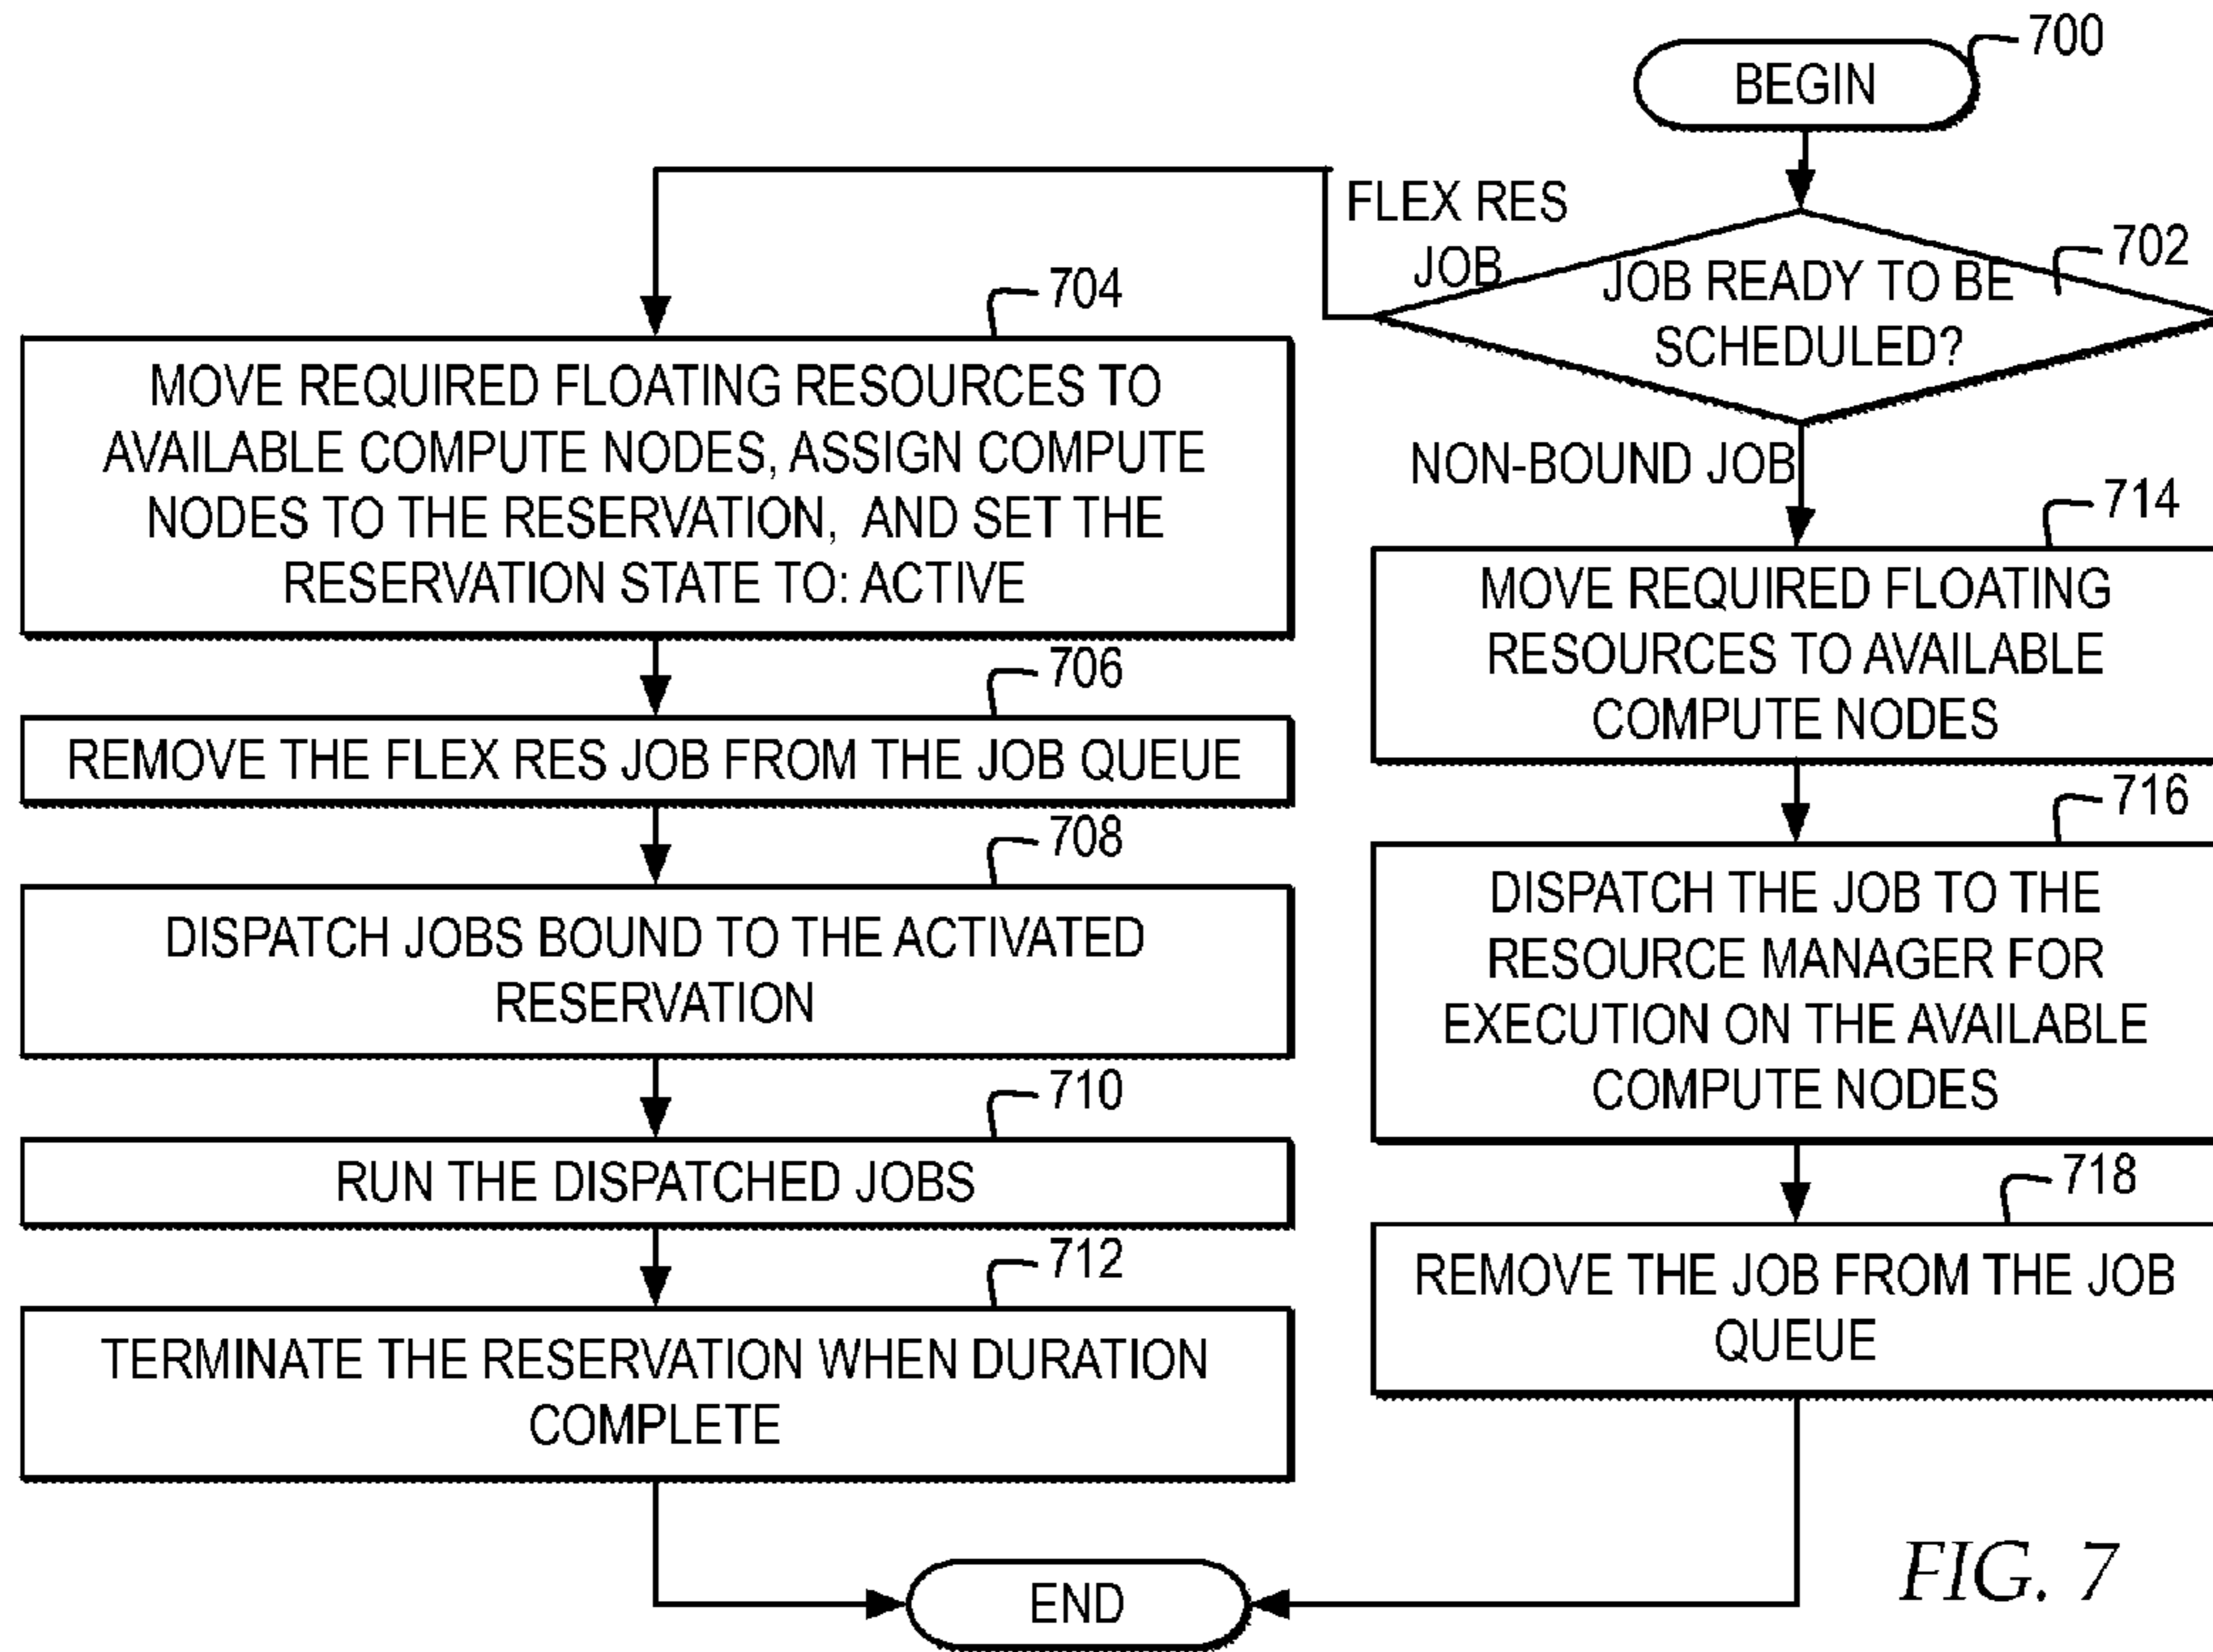 700
BEGIN
FLEX RES
JOB
702
JOB READY TO BE
SCHEDULED?
704
MOVE REQUIRED FLOATING RESOURCES TO
AVAILABLE COMPUTE NODES, ASSIGN COMPUTE
NODES TO THE RESERVATION, AND SET THE
RESERVATION STATE TO: ACTIVE
706
REMOVE THE FLEX RES JOB FROM THE JOB QUEUE
708
DISPATCH JOBS BOUND TO THE ACTIVATED
RESERVATION
710
RUN THE DISPATCHED JOBS
712
TERMINATE THE RESERVATION WHEN DURATION
COMPLETE
NON-BOUND JOB
714
MOVE REQUIRED FLOATING
RESOURCES TO AVAILABLE
COMPUTE NODES
716
DISPATCH THE JOB TO THE
RESOURCE MANAGER FOR
EXECUTION ON THE AVAILABLE
COMPUTE NODES
718
REMOVE THE JOB FROM THE JOB
QUEUE
END
FIG. 7